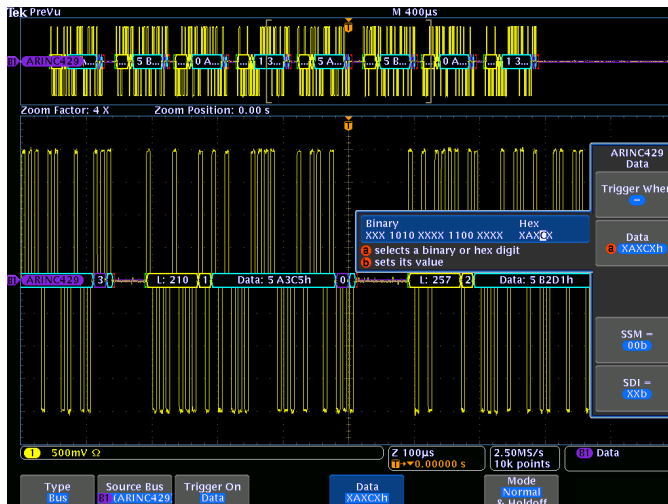 Tek PreVu M 400µs
B1 ARINC429 A... ... 5 B... ... 0 A... ... 1 3... ... 5 A... ... 5 B... ... 0 A... ... 1 3...
Zoom Factor: 4 X Zoom Position: 0.00 s
T
ARINC429
Data
Trigger When
=
Data
a XAXCXh
SSM =
00b
SDI =
XXb
Binary Hex
XXX 1010 XXXX 1100 XXXX XAXCX
a selects a binary or hex digit
b sets its value
B1 ARINC429 3 L: 210 1 Data: 5 A3C5h 0 L: 257 2 Data: 5 B2D1h
1 500mV Ω
Z 100µs
T→▼0.00000 s
2.50MS/s
10k points
B1 Data
Type
Bus
Source Bus
B1 (ARINC429)
Trigger On
Data
Data
XAXCXh
Mode
Normal
& Holdoff